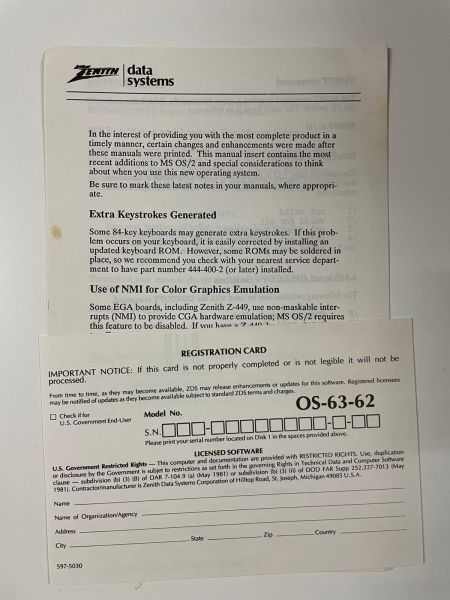 ZENITH data
systems
In the interest of providing you with the most complete product in a
timely manner, certain changes and enhancements were made after
these manuals were printed. This manual insert contains the most
recent additions to MS OS/2 and special considerations to think
about when you use this new operating system.
Be sure to mark these latest notes in your manuals, where appropri-
ate.
Extra Keystrokes Generated
Some 84-key keyboards may generate extra keystrokes. If this prob-
lem occurs on your keyboard, it is easily corrected by installing an
updated keyboard ROM. However, some ROMs may be soldered in
place, so we recommend you check with your nearest service depart-
ment to have part number 444-400-2 (or later) installed.
Use of NMI for Color Graphics Emulation
Some EGA boards, including Zenith Z-449, use non-maskable inter-
rupts (NMI) to provide CGA hardware emulation; MS OS/2 requires
this feature to be disabled. If you have a Z-449
REGISTRATION CARD
IMPORTANT NOTICE: If this card is not properly completed or is not legible it will not be
processed.
From time to time, as they may become available, ZDS may release enhancements or updates for this software. Registered licensees
may be notified of updates as they become available subject to standard ZDS terms and charges.
Check if for
U.S. Government End-User
Model No. OS-63-62
S.N.
Please print your serial number located on Disk 1 in the spaces provided above.
LICENSED SOFTWARE
U.S. Government Restricted Rights — This computer and documentation are provided with RESTRICTED RIGHTS. Use, duplication
or disclosure by the Government is subject to restrictions as set forth in the governing Rights in Technical Data and Computer Software
clause — subdivision (b) (3) (B) of DAR 7-104.9 (a) (May 1981) or subdivision (b) (3) (ii) of DOD FAR Supp 252.227-7013 (May
1981). Contractor/manufacturer is Zenith Data Systems Corporation of Hilltop Road, St. Joseph, Michigan 49085 U.S.A.
Name
Name of Organization/Agency
Address
City State Zip Country
597-5030